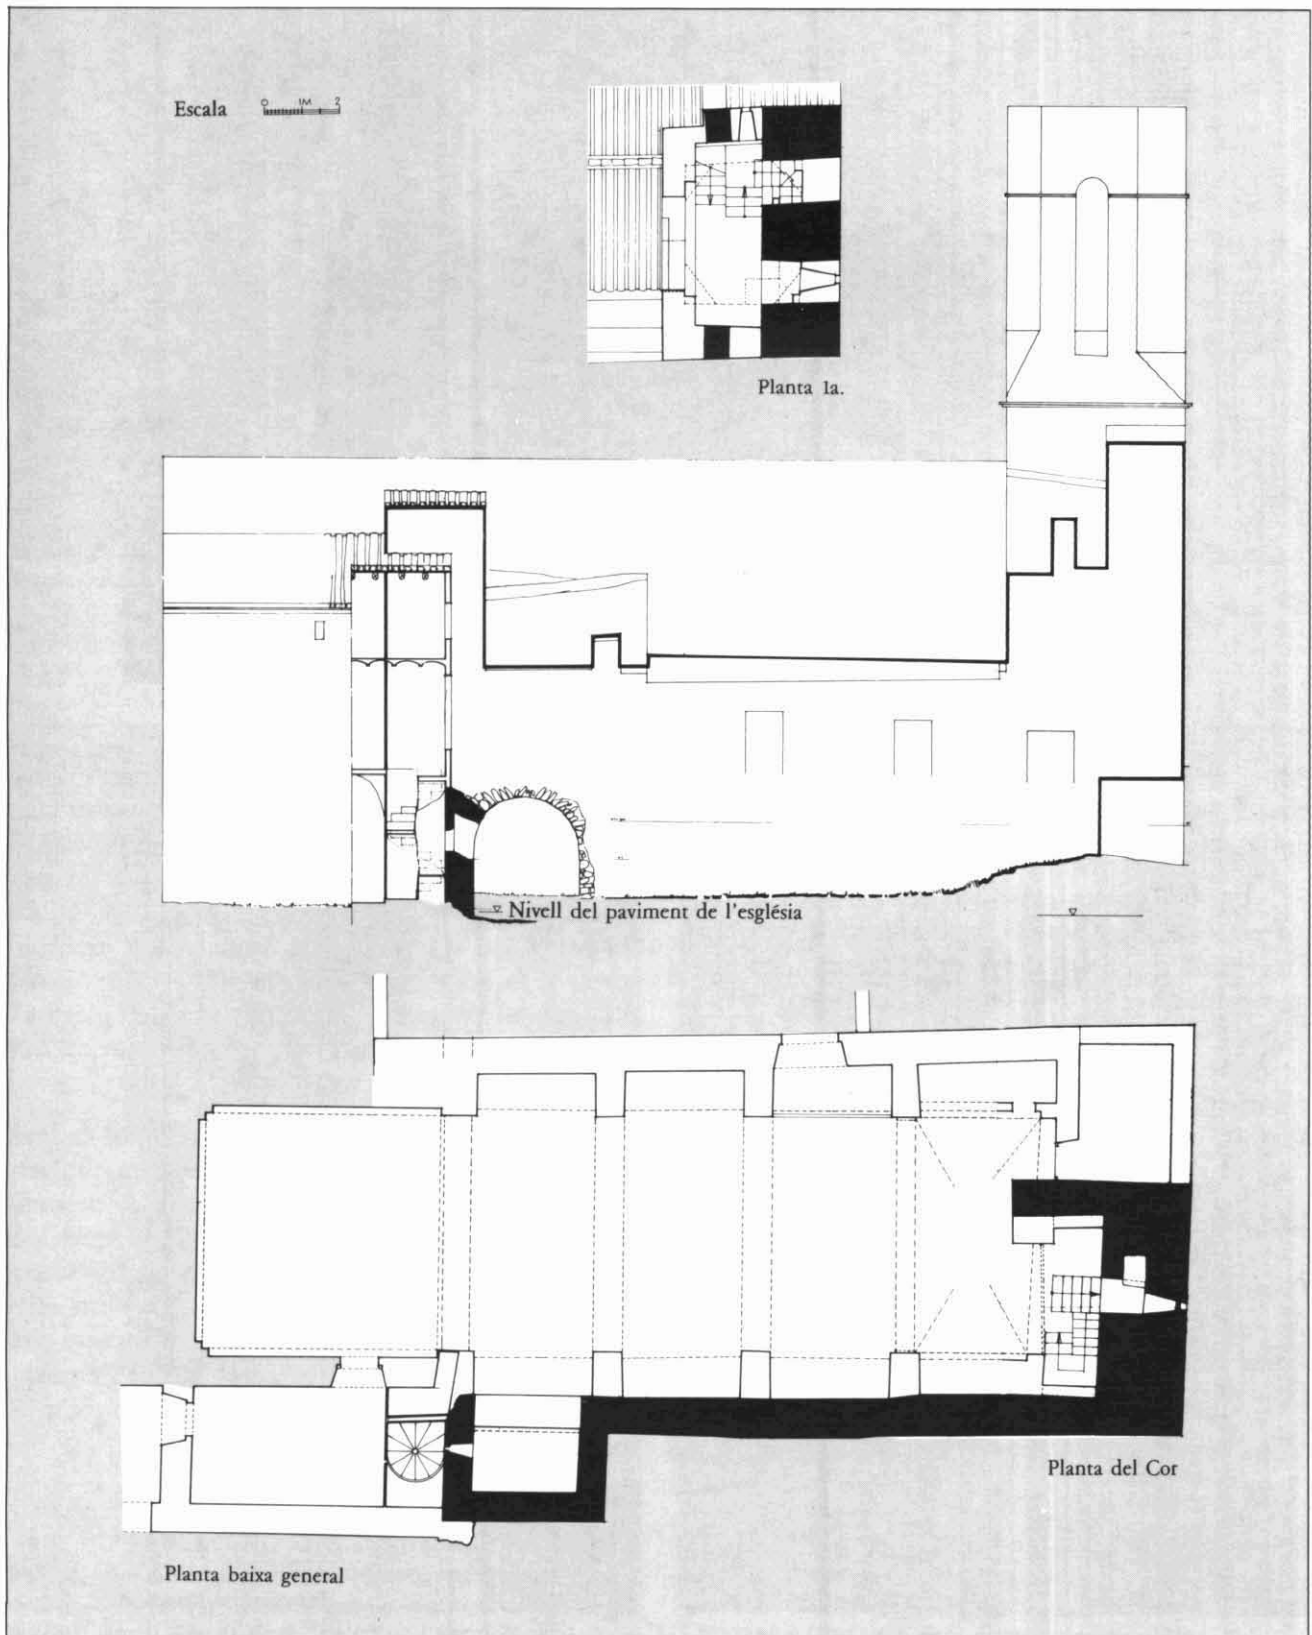 Escala 0 1M 2
Planta 1a.
Nivell del paviment de l'església
Planta del Cor
Planta baixa general